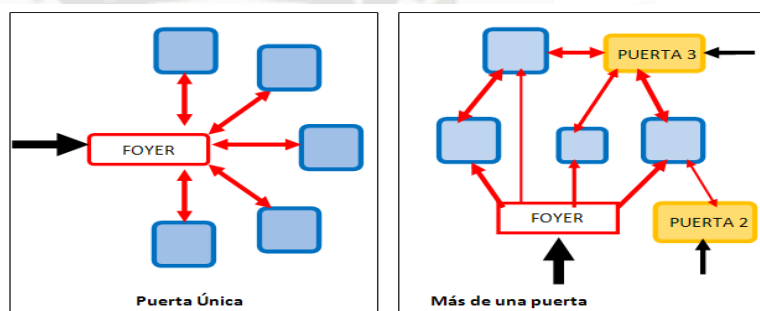 FOYER
Puerta Única
PUERTA 3
FOYER
PUERTA 2
Más de una puerta